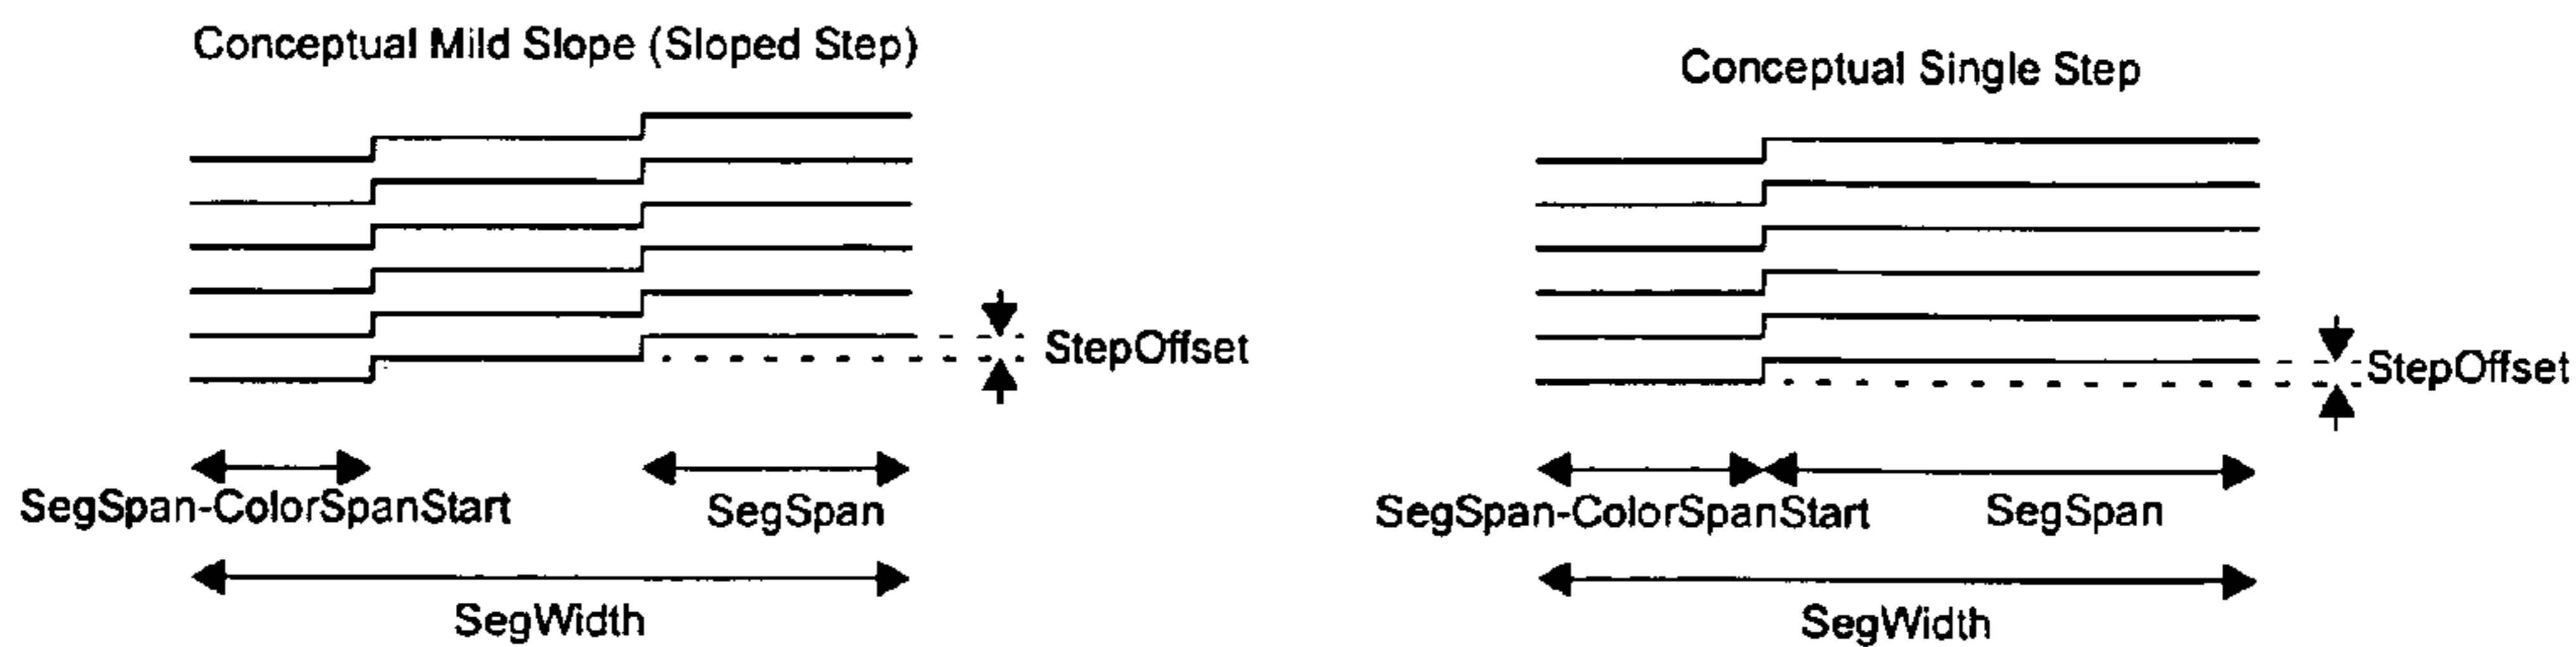 Conceptual Mild Slope (Sloped Step)
StepOffset
SegSpan-ColorSpanStart
SegSpan
SegWidth
Conceptual Single Step
StepOffset
SegSpan-ColorSpanStart
SegSpan
SegWidth